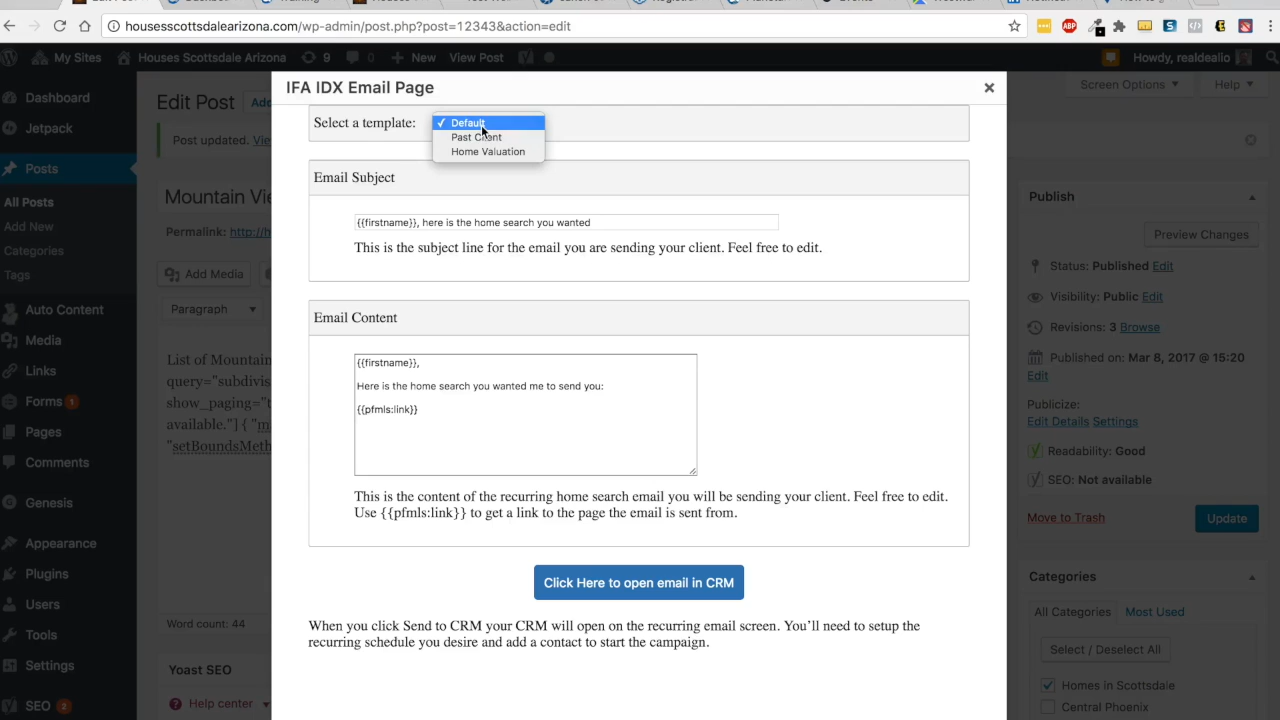 housesscottsdalearizona.com/wp-admin/post.php?post=12343&action=edit
ABP
My Sites
Houses Scottsdale Arizona
9
0
New
View Post
Howdy, realdealio
Dashboard
Jetpack
Posts
All Posts
Add New
Categories
Tags
Auto Content
Media
Links
Forms 1
Pages
Comments
Genesis
Appearance
Plugins
Users
Tools
Settings
SEO 2
Edit Post
Post updated.
Permalink:
Add Media
Paragraph
List of Mountain
query="subdivis
show_paging="t
available."] {
"setBoundsMeth
Word count: 44
Yoast SEO
Help center
IFA IDX Email Page
×
Select a template:
✓ Default
Past Client
Home Valuation
Email Subject
{{firstname}}, here is the home search you wanted
This is the subject line for the email you are sending your client. Feel free to edit.
Email Content
{{firstname}},
Here is the home search you wanted me to send you:
{{pfmls:link}}
This is the content of the recurring home search email you will be sending your client. Feel free to edit.
Use {{pfmls:link}} to get a link to the page the email is sent from.
Click Here to open email in CRM
When you click Send to CRM your CRM will open on the recurring email screen. You'll need to setup the
recurring schedule you desire and add a contact to start the campaign.
Screen Options
Help
Publish
Preview Changes
Status: Published Edit
Visibility: Public Edit
Revisions: 3 Browse
Published on: Mar 8, 2017 @ 15:20
Edit
Publicize:
Edit Details Settings
Readability: Good
SEO: Not available
Move to Trash
Update
Categories
All Categories
Most Used
Select / Deselect All
Homes in Scottsdale
Central Phoenix